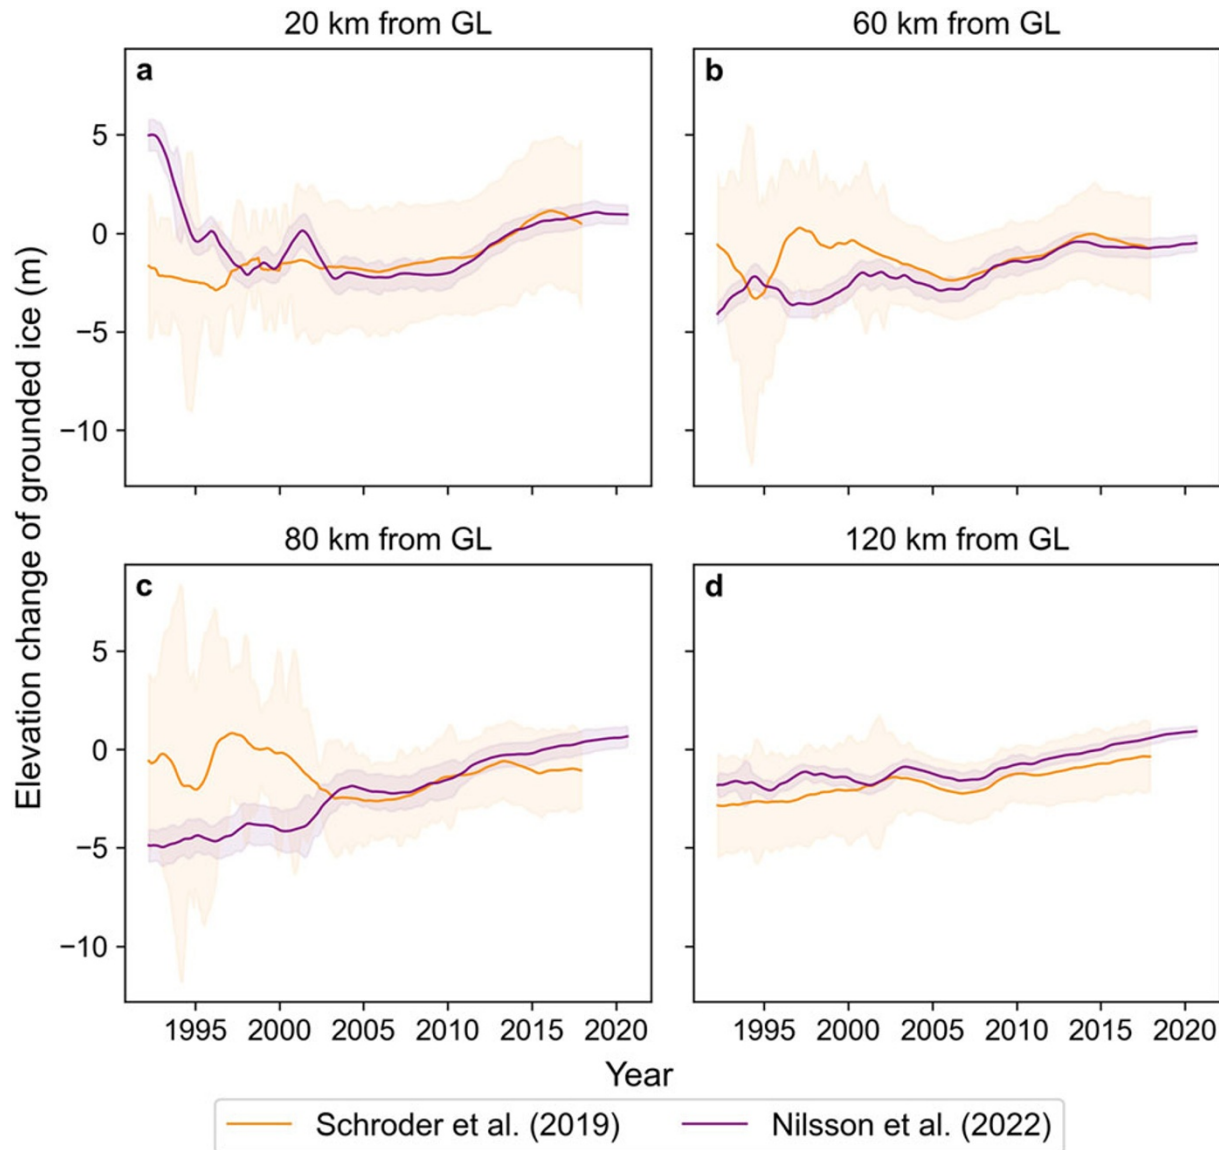 20 km from GL
60 km from GL
a
b
5
0
−5
−10
80 km from GL
120 km from GL
c
d
5
0
−5
−10
1995 2000 2005 2010 2015 2020
1995 2000 2005 2010 2015 2020
Elevation change of grounded ice (m)
Year
Schroder et al. (2019)
Nilsson et al. (2022)